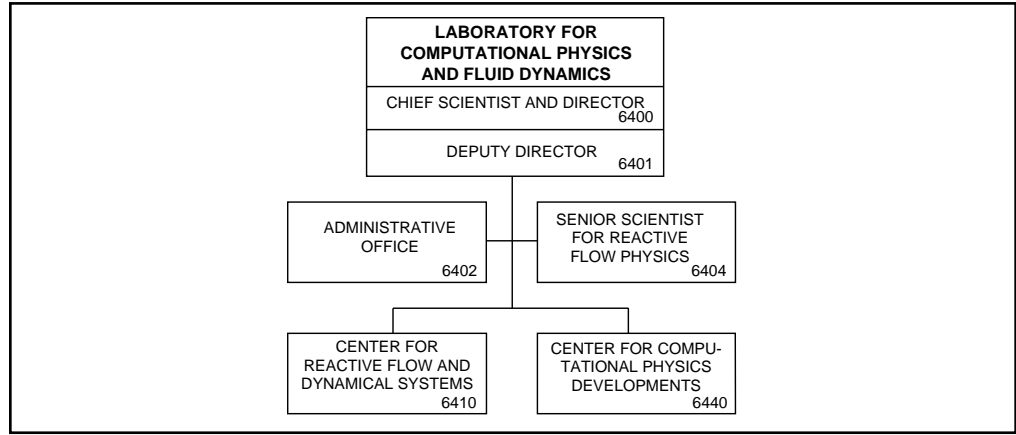 LABORATORY FOR
COMPUTATIONAL PHYSICS
AND FLUID DYNAMICS
CHIEF SCIENTIST AND DIRECTOR
6400
DEPUTY DIRECTOR
6401
ADMINISTRATIVE
OFFICE
6402
SENIOR SCIENTIST
FOR REACTIVE
FLOW PHYSICS
6404
CENTER FOR
REACTIVE FLOW AND
DYNAMICAL SYSTEMS
6410
CENTER FOR COMPU-
TATIONAL PHYSICS
DEVELOPMENTS
6440